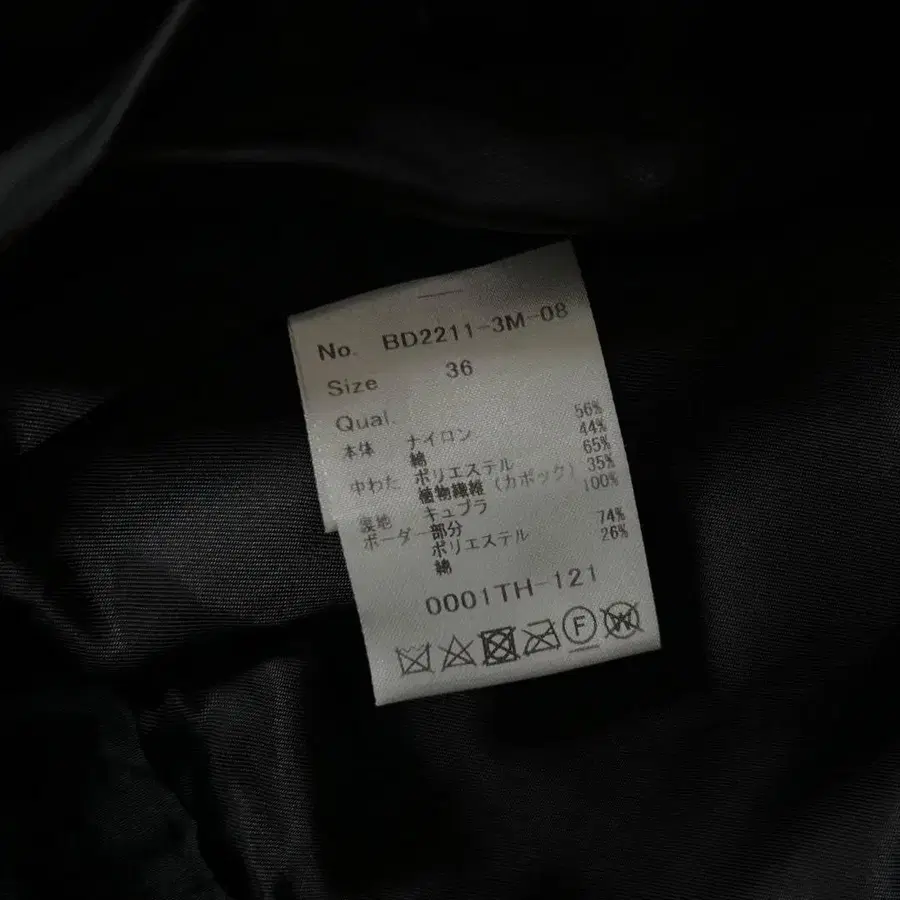 No. BD2211-3M-08
Size 36
Qual.
本体 ナイロン 56%
綿 44%
中わた ポリエステル 65%
植物繊維(カポック) 35%
裏地 キュプラ 100%
ボーダー部分
ポリエステル 74%
綿 26%
0001TH-121
F W